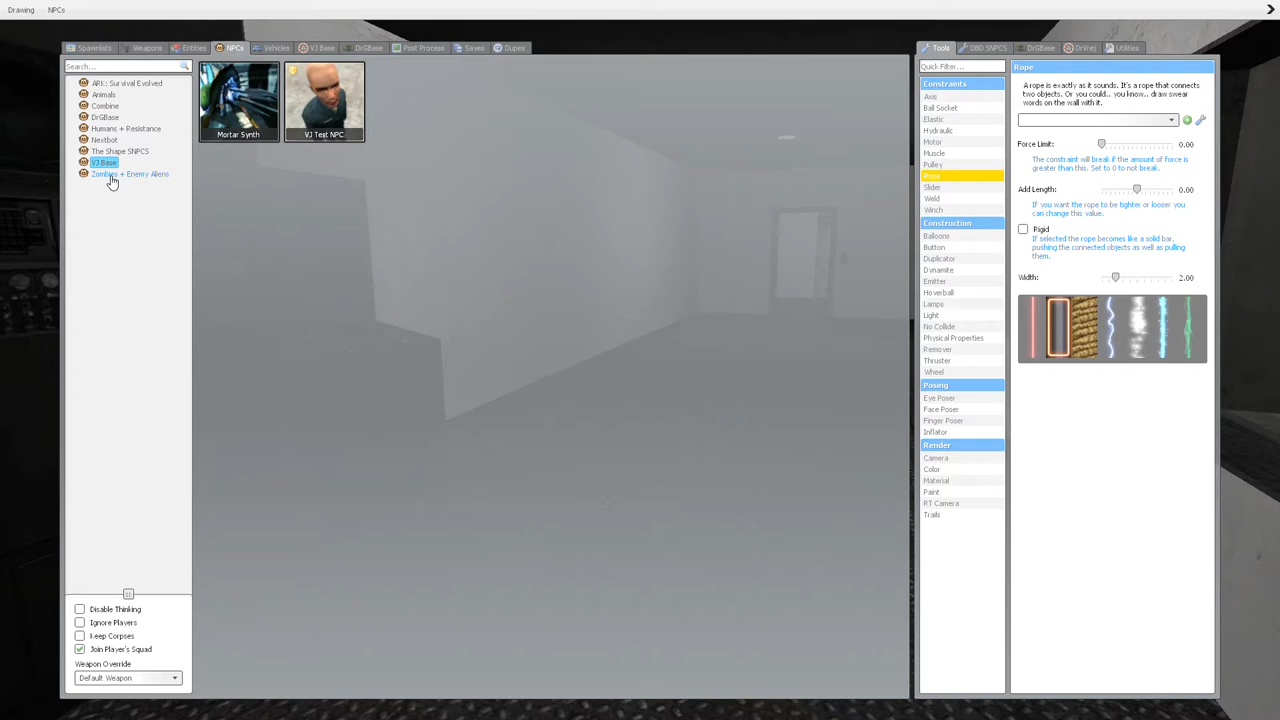 Drawing NPCs
Spawnlists Weapons Entities NPCs Vehicles VJ Base DrGBase Post Process Saves Dupes
Search...
ARK: Survival Evolved
Animals
Combine
DrGBase
Humans + Resistance
Nextbot
The Shape SNPCS
VJ Base
Zombies + Enemy Aliens
Disable Thinking
Ignore Players
Keep Corpses
Join Player's Squad
Weapon Override
Default Weapon
Mortar Synth
VJ Test NPC
Tools DBD SNPCS DrGBase DrVrej Utilities
Quick Filter...
Constraints
Axis
Ball Socket
Elastic
Hydraulic
Motor
Muscle
Pulley
Rope
Slider
Weld
Winch
Construction
Balloons
Button
Duplicator
Dynamite
Emitter
Hoverball
Lamps
Light
No Collide
Physical Properties
Remover
Thruster
Wheel
Posing
Eye Poser
Face Poser
Finger Poser
Inflator
Render
Camera
Color
Material
Paint
RT Camera
Trails
Rope
A rope is exactly as it sounds. It's a rope that connects
two objects. Or you could.. you know.. draw swear
words on the wall with it.
Force Limit: 0.00
The constraint will break if the amount of force is
greater than this. Set to 0 to not break.
Add Length: 0.00
If you want the rope to be tighter or looser you
can change this value.
Rigid
If selected the rope becomes like a solid bar,
pushing the connected objects as well as pulling
them.
Width: 2.00